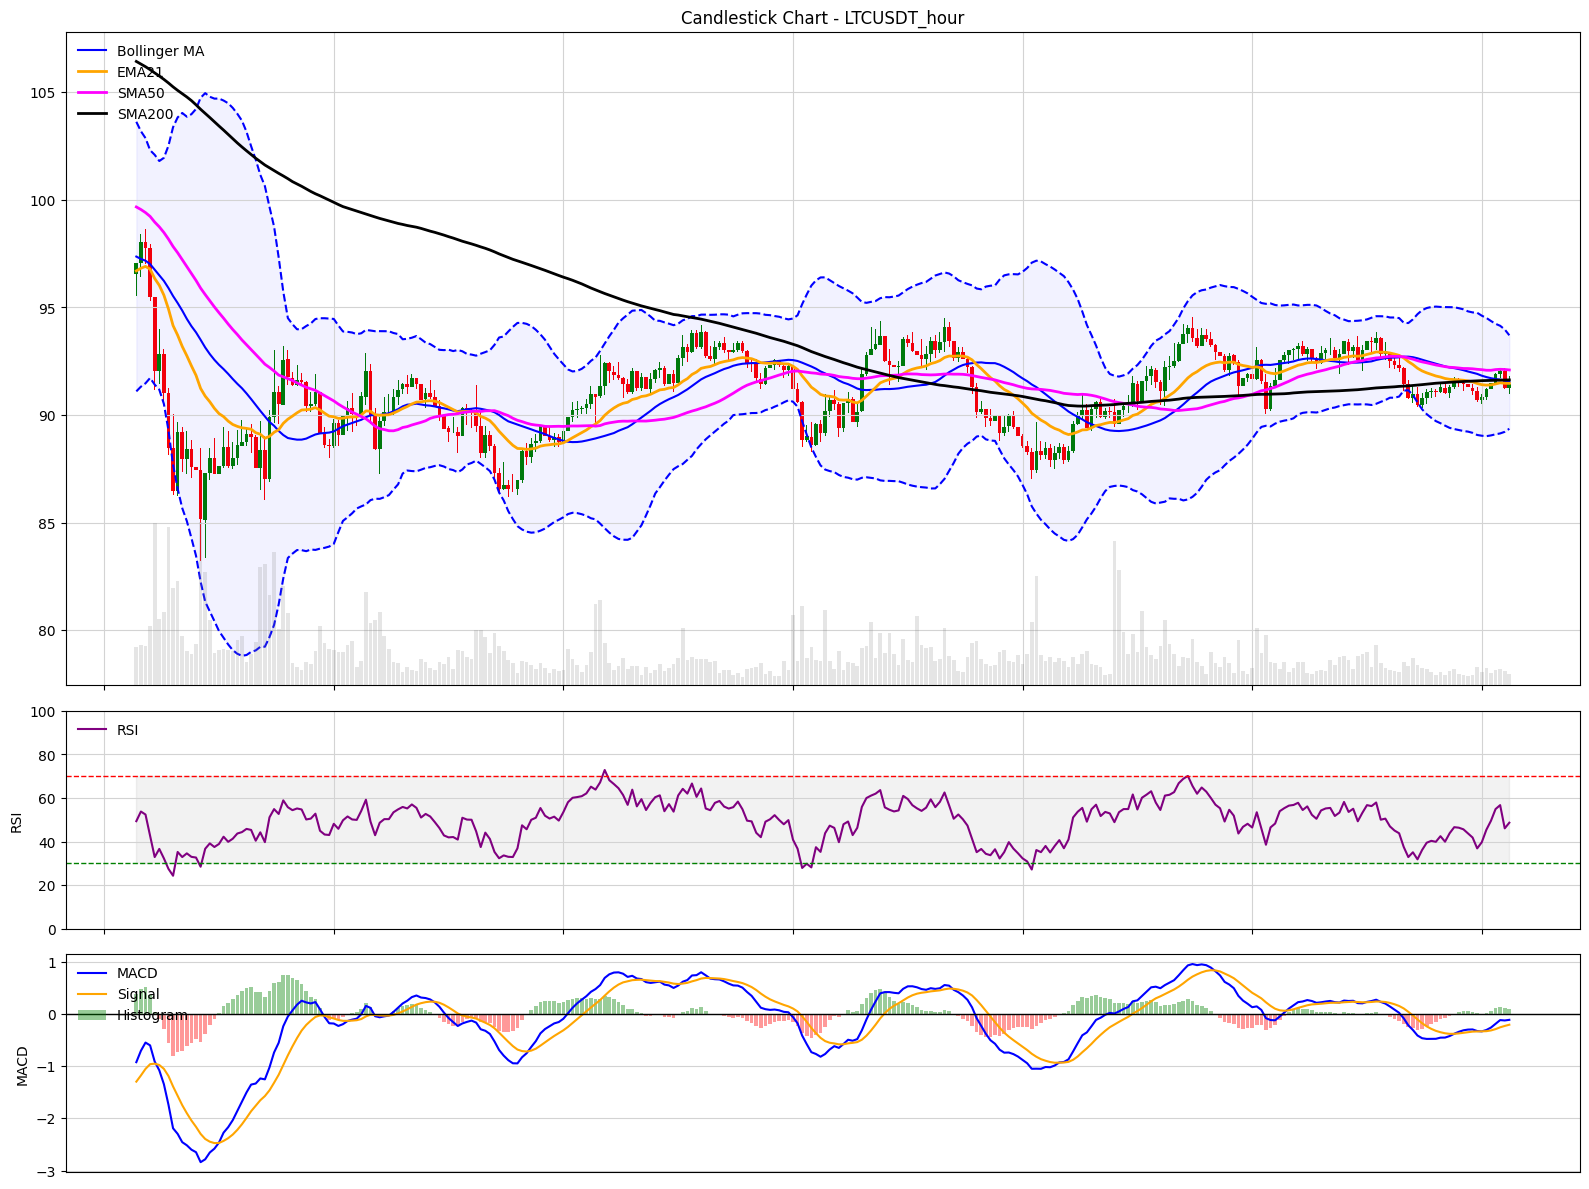 Candlestick Chart - LTCUSDT_hour
Bollinger MA
EMA21
SMA50
SMA200
105
100
95
90
85
80
RSI
100
80
60
40
20
0
RSI
MACD
Signal
Histogram
1
0
−1
−2
−3
MACD